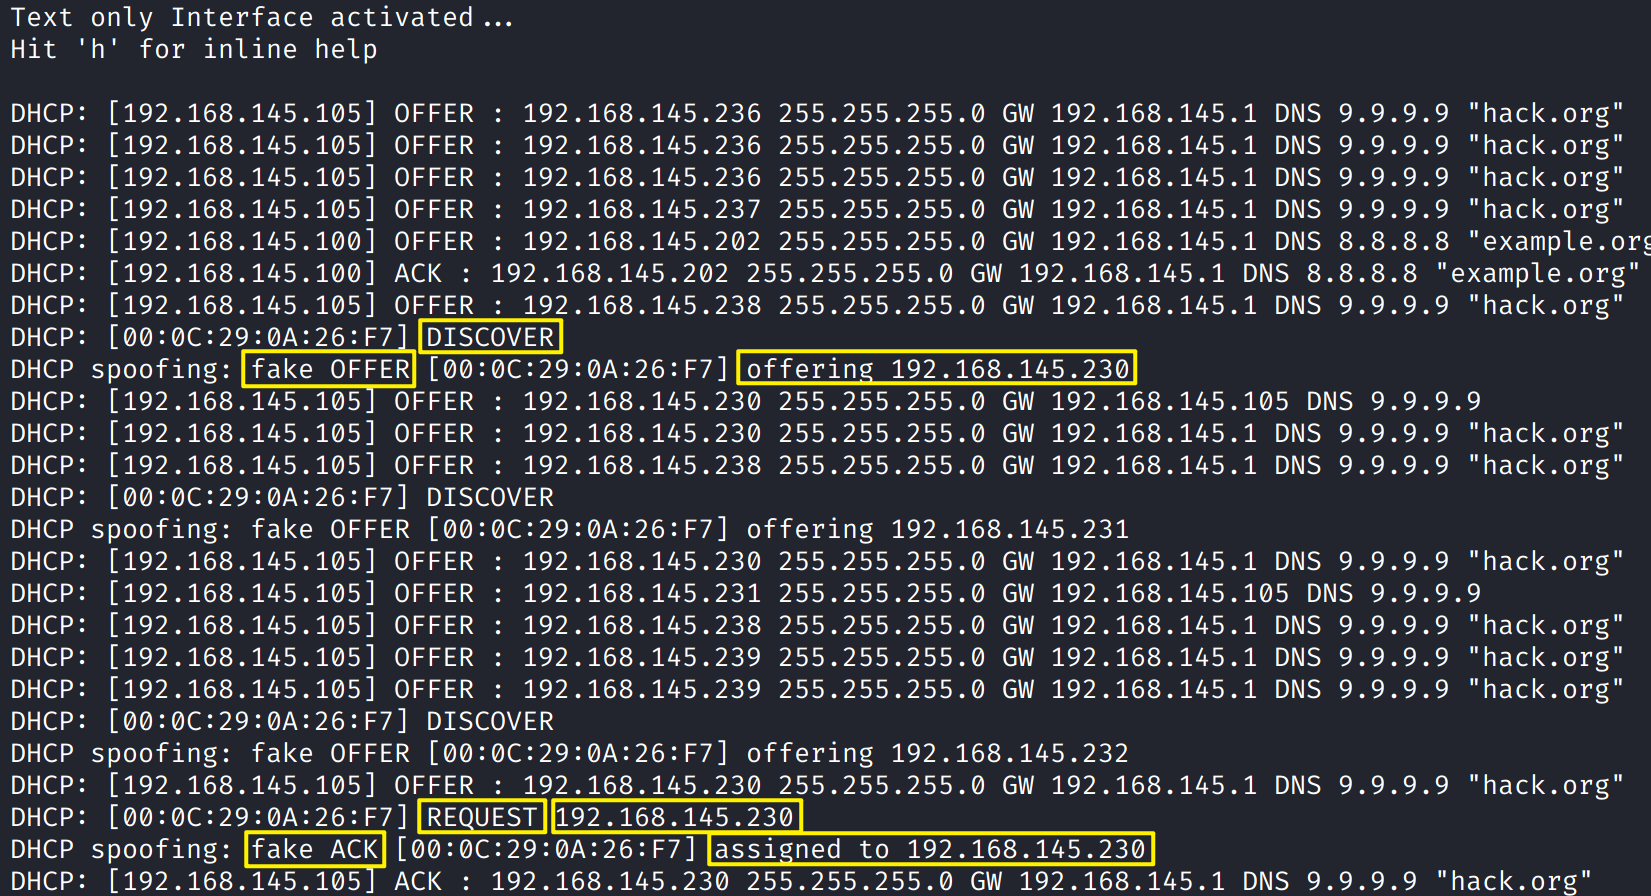 Text only Interface activated...
Hit 'h' for inline help
DHCP: [192.168.145.105] OFFER : 192.168.145.236 255.255.255.0 GW 192.168.145.1 DNS 9.9.9.9 "hack.org"
DHCP: [192.168.145.105] OFFER : 192.168.145.236 255.255.255.0 GW 192.168.145.1 DNS 9.9.9.9 "hack.org"
DHCP: [192.168.145.105] OFFER : 192.168.145.236 255.255.255.0 GW 192.168.145.1 DNS 9.9.9.9 "hack.org"
DHCP: [192.168.145.105] OFFER : 192.168.145.237 255.255.255.0 GW 192.168.145.1 DNS 9.9.9.9 "hack.org"
DHCP: [192.168.145.100] OFFER : 192.168.145.202 255.255.255.0 GW 192.168.145.1 DNS 8.8.8.8 "example.org
DHCP: [192.168.145.100] ACK : 192.168.145.202 255.255.255.0 GW 192.168.145.1 DNS 8.8.8.8 "example.org"
DHCP: [192.168.145.105] OFFER : 192.168.145.238 255.255.255.0 GW 192.168.145.1 DNS 9.9.9.9 "hack.org"
DHCP: [00:0C:29:0A:26:F7] DISCOVER
DHCP spoofing: fake OFFER [00:0C:29:0A:26:F7] offering 192.168.145.230
DHCP: [192.168.145.105] OFFER : 192.168.145.230 255.255.255.0 GW 192.168.145.105 DNS 9.9.9.9
DHCP: [192.168.145.105] OFFER : 192.168.145.230 255.255.255.0 GW 192.168.145.1 DNS 9.9.9.9 "hack.org"
DHCP: [192.168.145.105] OFFER : 192.168.145.238 255.255.255.0 GW 192.168.145.1 DNS 9.9.9.9 "hack.org"
DHCP: [00:0C:29:0A:26:F7] DISCOVER
DHCP spoofing: fake OFFER [00:0C:29:0A:26:F7] offering 192.168.145.231
DHCP: [192.168.145.105] OFFER : 192.168.145.230 255.255.255.0 GW 192.168.145.1 DNS 9.9.9.9 "hack.org"
DHCP: [192.168.145.105] OFFER : 192.168.145.231 255.255.255.0 GW 192.168.145.105 DNS 9.9.9.9
DHCP: [192.168.145.105] OFFER : 192.168.145.238 255.255.255.0 GW 192.168.145.1 DNS 9.9.9.9 "hack.org"
DHCP: [192.168.145.105] OFFER : 192.168.145.239 255.255.255.0 GW 192.168.145.1 DNS 9.9.9.9 "hack.org"
DHCP: [192.168.145.105] OFFER : 192.168.145.239 255.255.255.0 GW 192.168.145.1 DNS 9.9.9.9 "hack.org"
DHCP: [00:0C:29:0A:26:F7] DISCOVER
DHCP spoofing: fake OFFER [00:0C:29:0A:26:F7] offering 192.168.145.232
DHCP: [192.168.145.105] OFFER : 192.168.145.230 255.255.255.0 GW 192.168.145.1 DNS 9.9.9.9 "hack.org"
DHCP: [00:0C:29:0A:26:F7] REQUEST 192.168.145.230
DHCP spoofing: fake ACK [00:0C:29:0A:26:F7] assigned to 192.168.145.230
DHCP: [192.168.145.105] ACK : 192.168.145.230 255.255.255.0 GW 192.168.145.1 DNS 9.9.9.9 "hack.org"